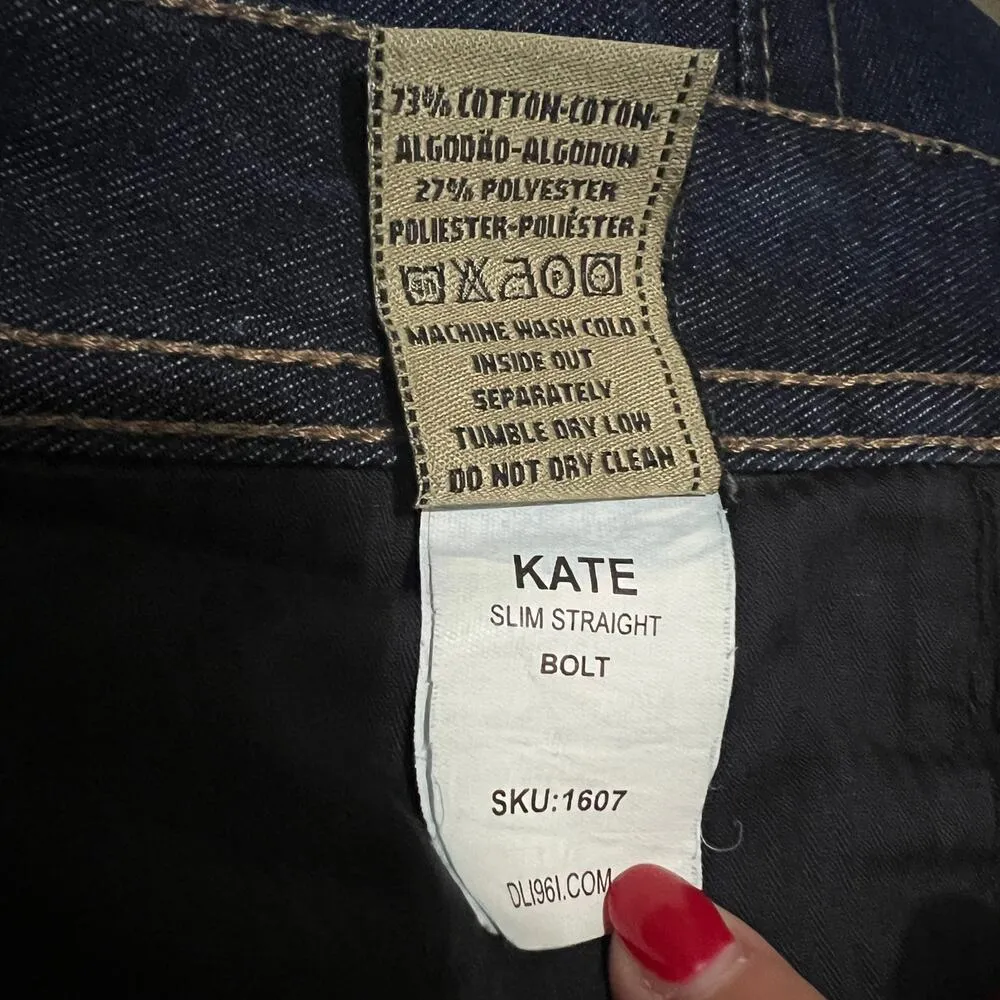 73% COTTON-COTON-
ALGODÃO-ALGODON
27% POLYESTER
POLIESTER-POLIÉSTER
MACHINE WASH COLD
INSIDE OUT
SEPARATELY
TUMBLE DRY LOW
DO NOT DRY CLEAN
KATE
SLIM STRAIGHT
BOLT
SKU:1607
DL1961.COM